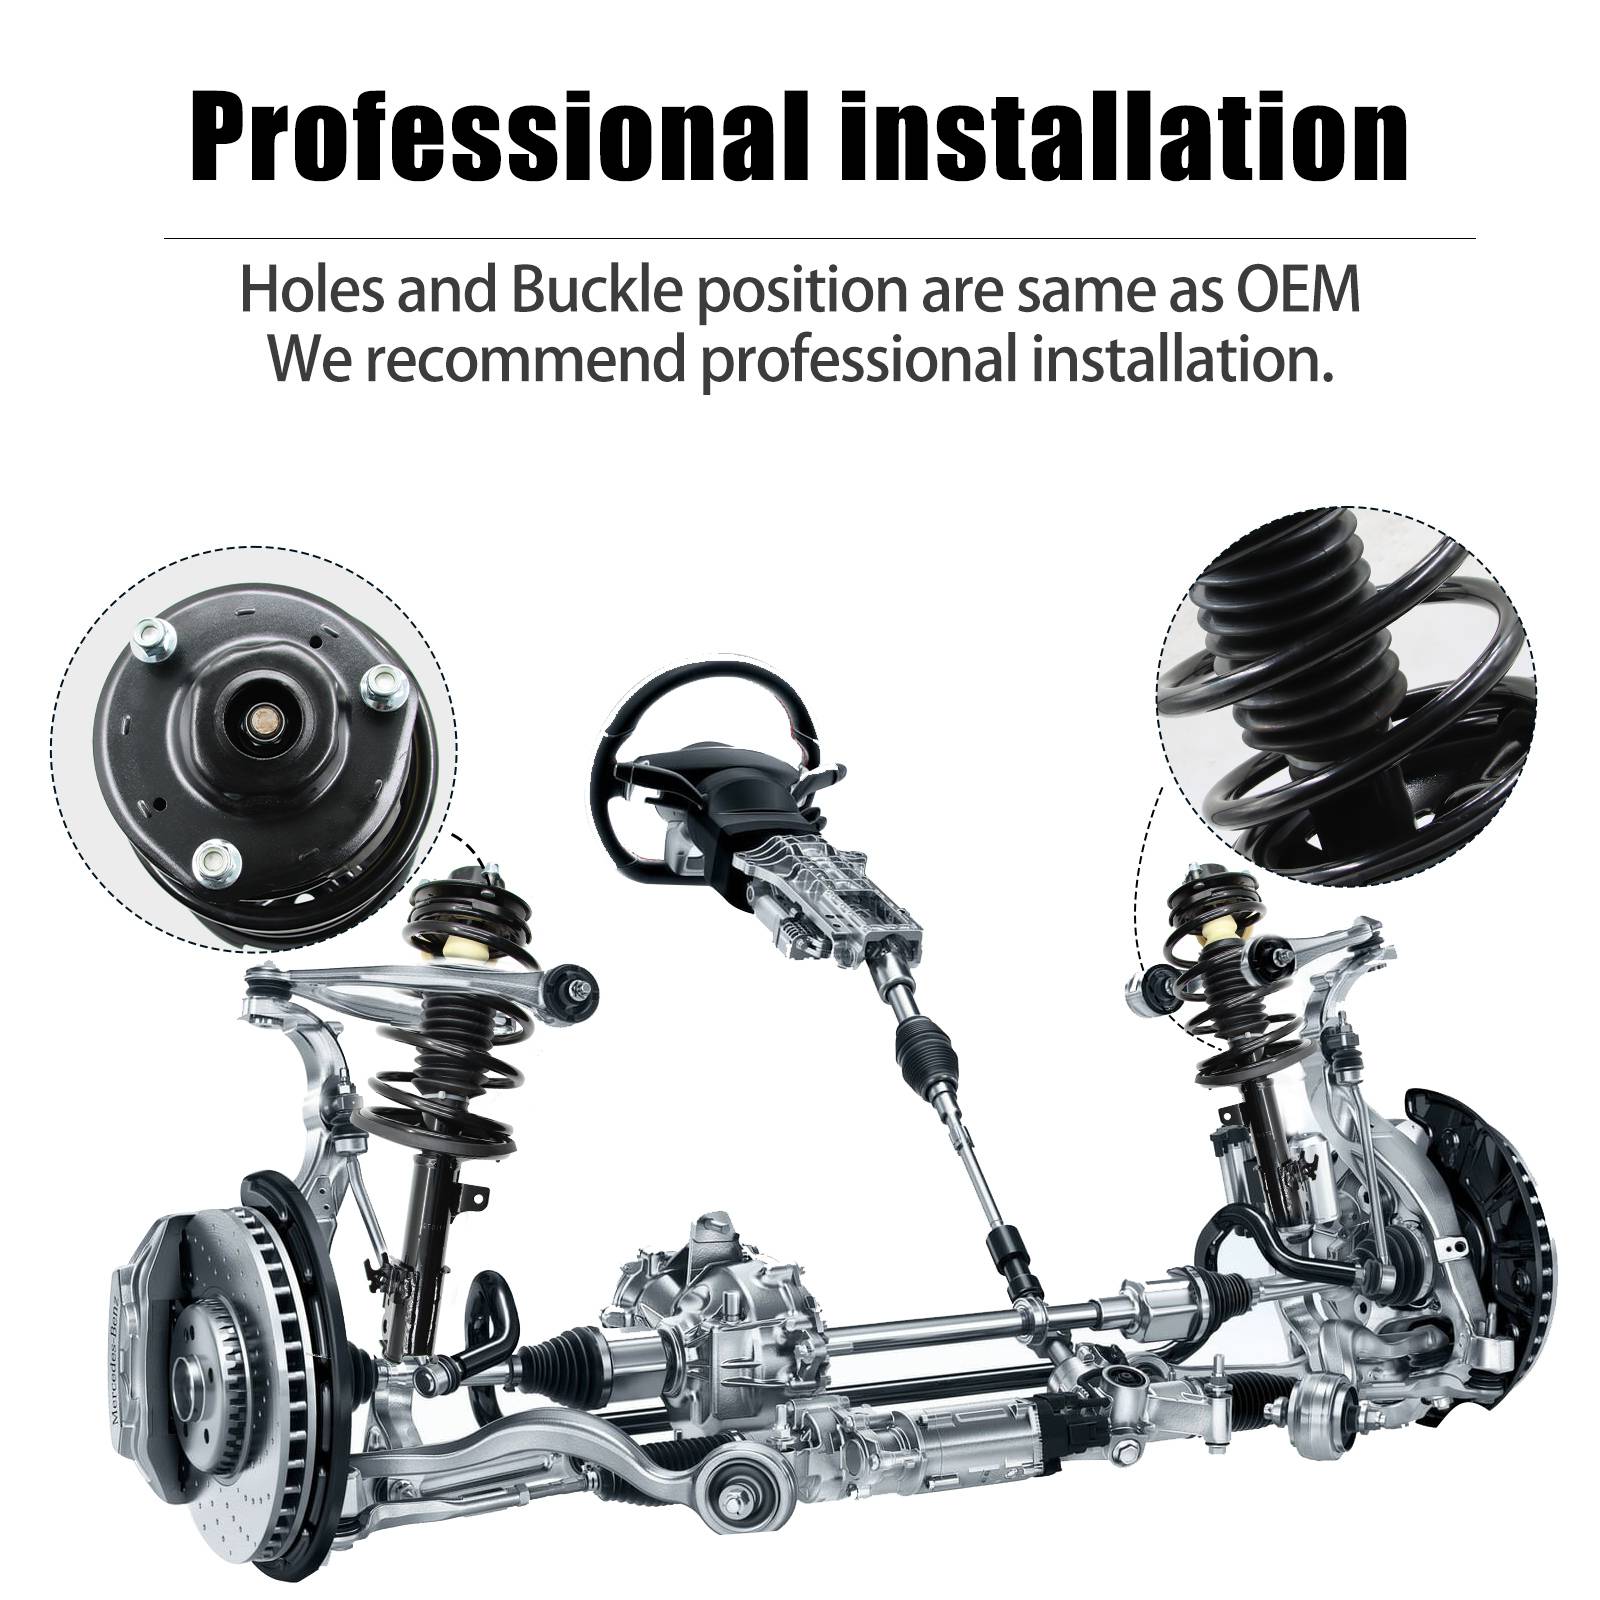 Professional installation
Holes and Buckle position are same as OEM
We recommend professional installation.
Mercedes-Benz